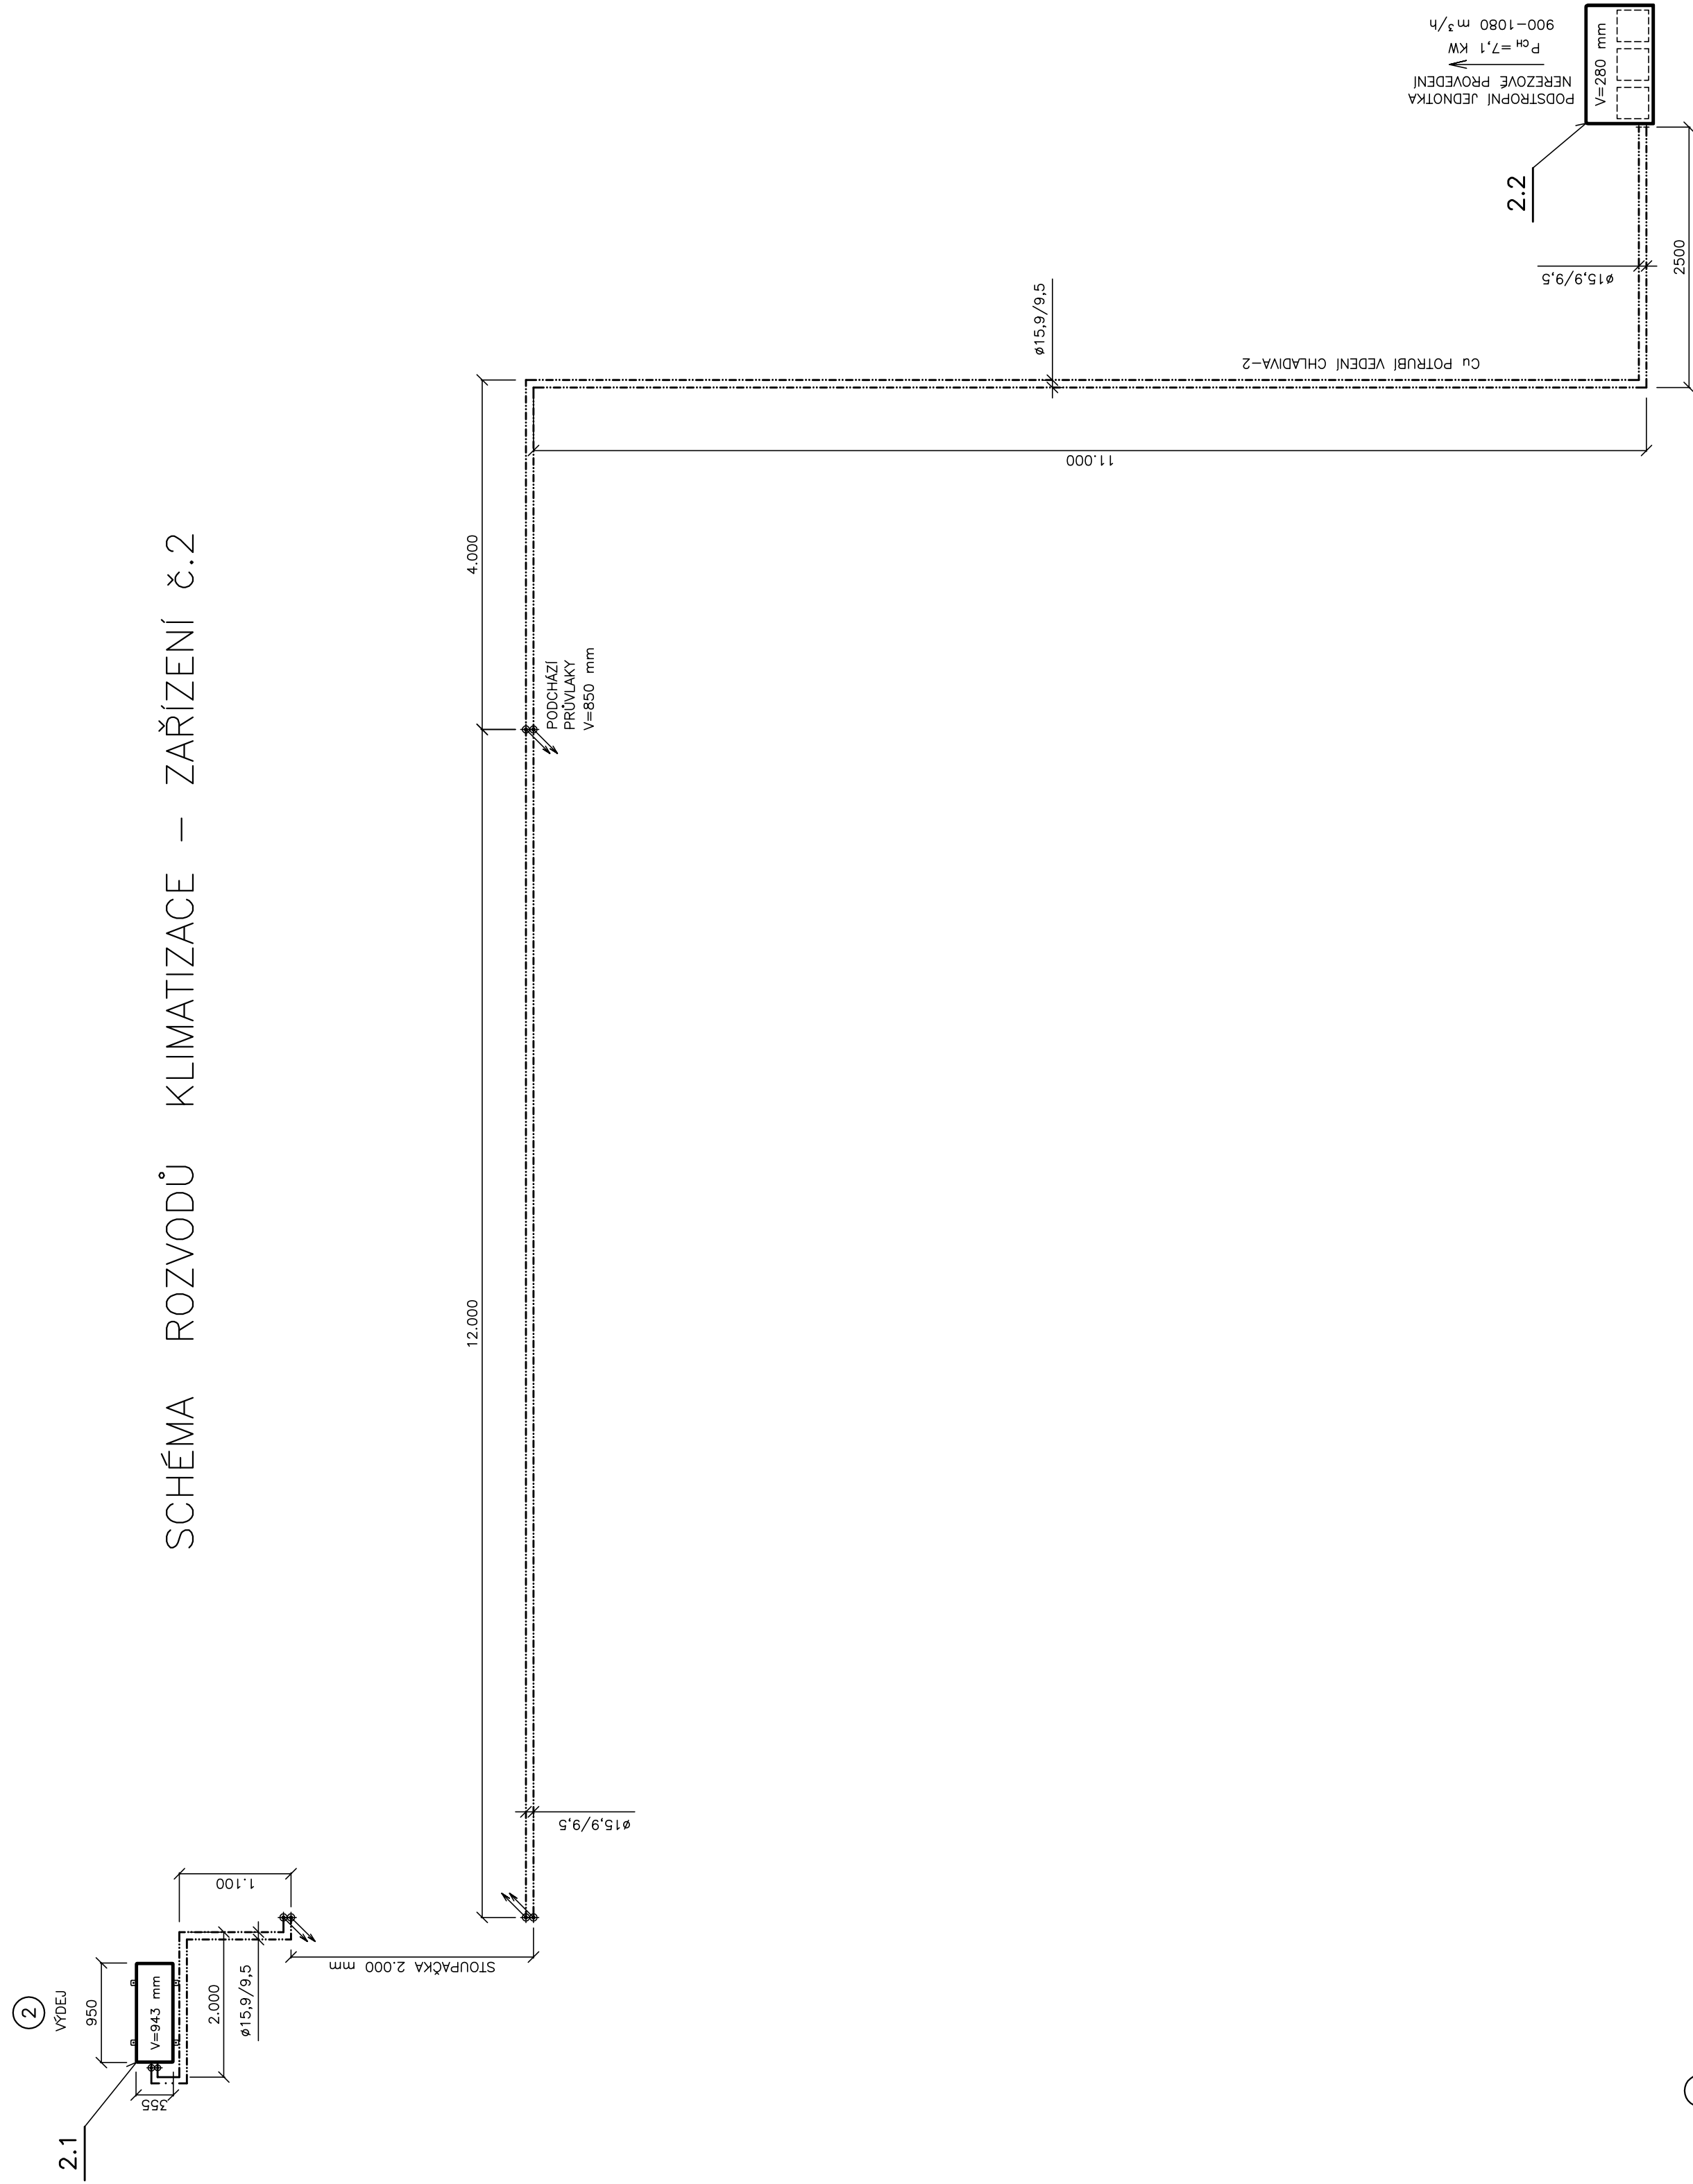 SCHÉMA ROZVODŮ KLIMATIZACE - ZAŘÍZENÍ č.2
2
VÝDEJ
950
V=943 mm
355
2.1
2.000
ø15,9/9,5
1.100
STOUPAČKA 2.000 mm
ø15,9/9,5
12.000
4.000
PODCHÁZÍ
PRŮVLAKY
V=850 mm
11.000
ø15,9/9,5
Cu POTRUBÍ VEDENÍ CHLADIVA-2
ø15,9/9,5
2500
2.2
PODSTROPNÍ JEDNOTKA
NEREZOVÉ PROVEDENÍ
PCH=7,1 KW
900-1080 m³/h
V=280 mm